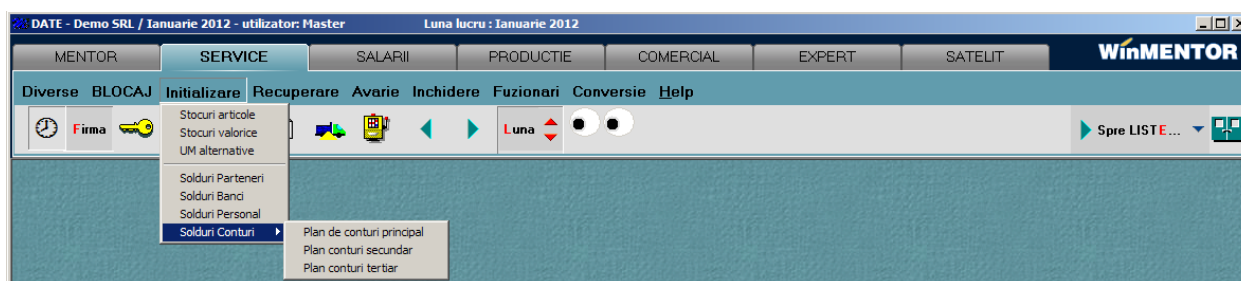 DATE - Demo SRL / Ianuarie 2012 - utilizator: Master Luna lucru : Ianuarie 2012
MENTOR SERVICE SALARII PRODUCTIE COMERCIAL EXPERT SATELIT WinMENTOR
Diverse BLOCAJ Initializare Recuperare Avarie Inchidere Fuzionari Conversie Help
Firma Luna Spre LISTE...
Stocuri articole
Stocuri valorice
UM alternative
Solduri Parteneri
Solduri Banci
Solduri Personal
Solduri Conturi Plan de conturi principal
Plan conturi secundar
Plan conturi tertiar